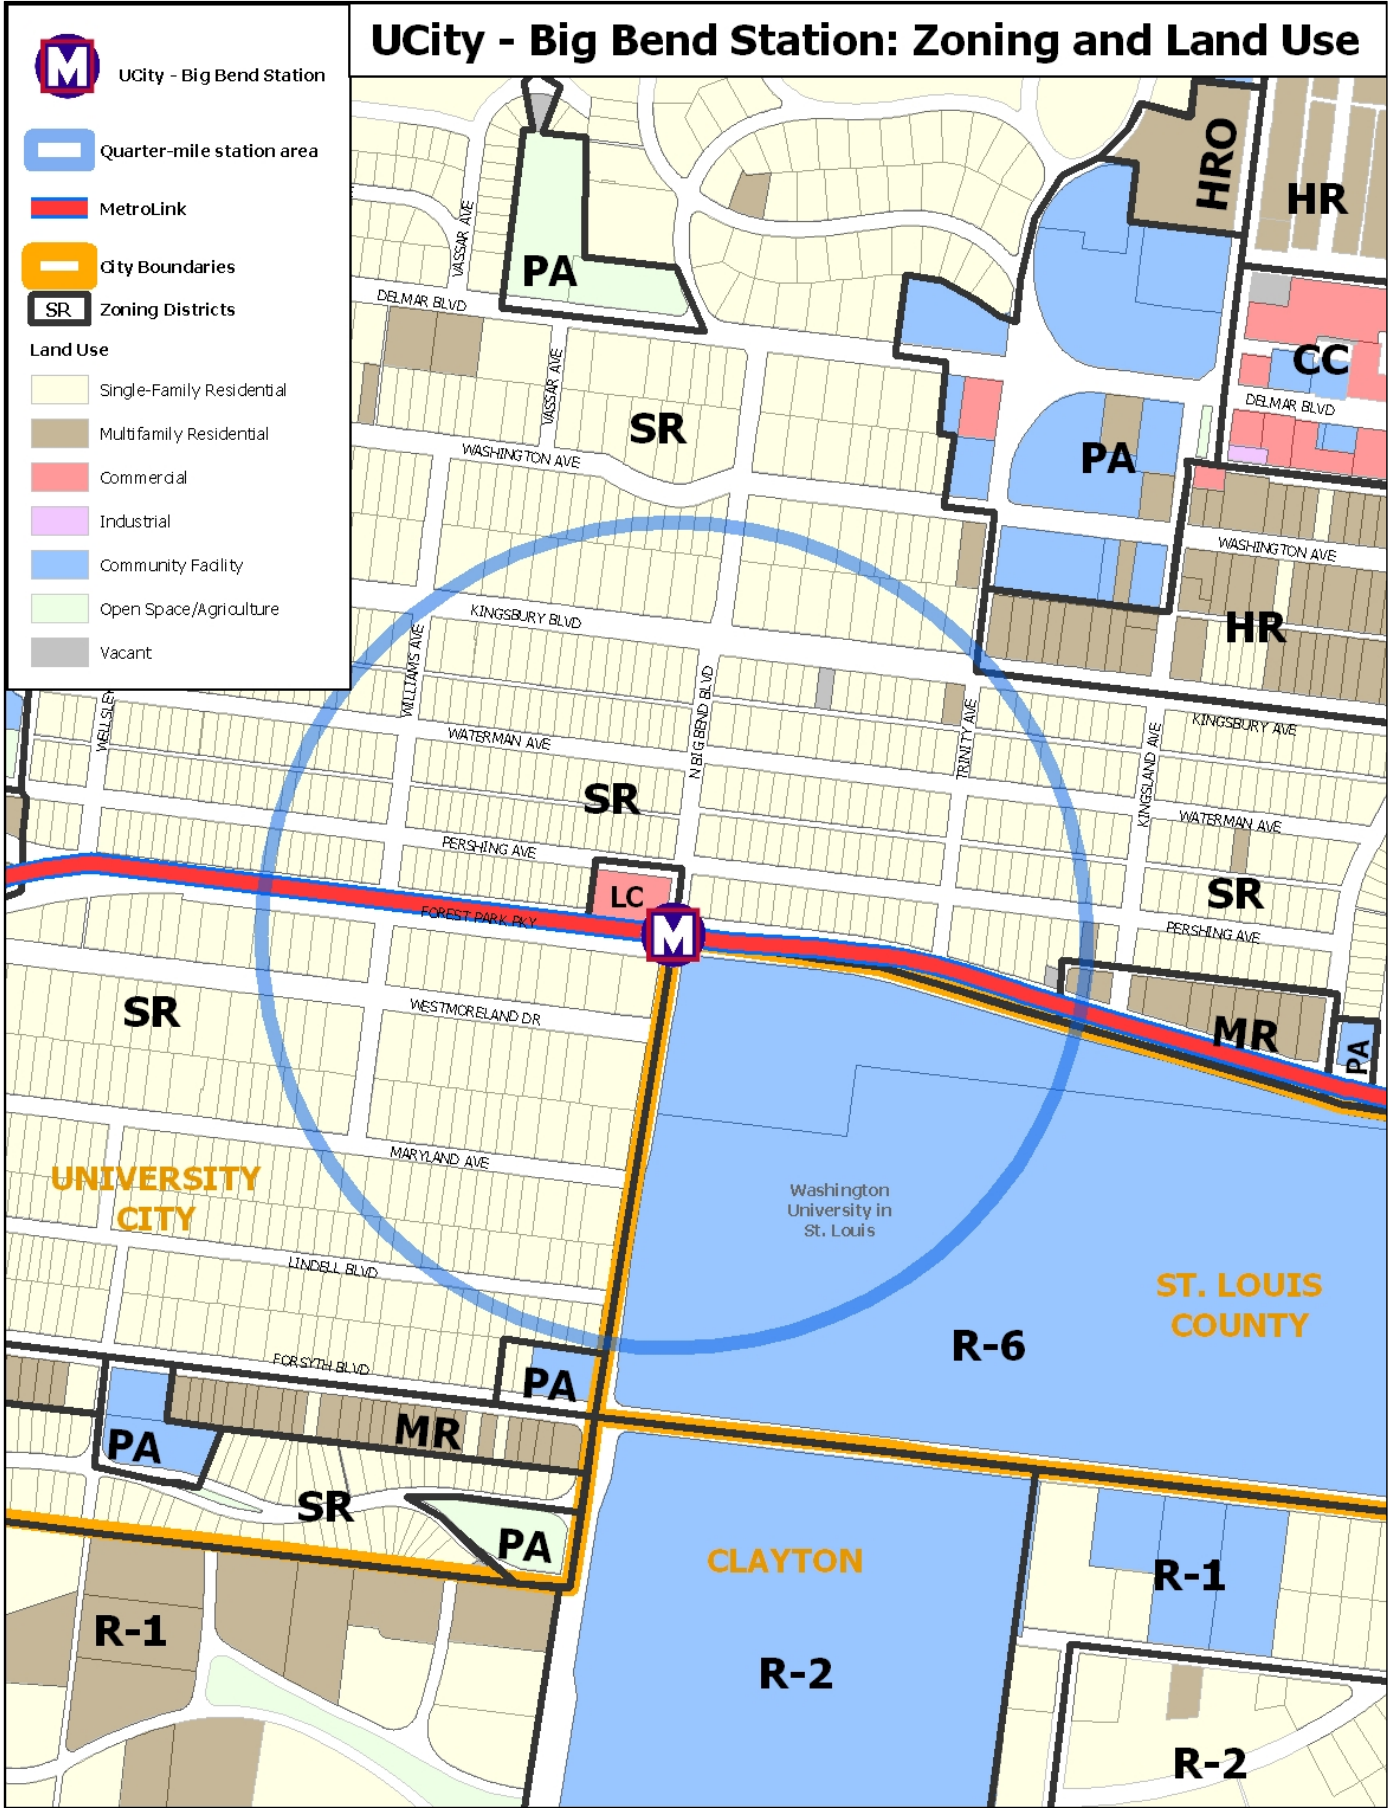 UCity - Big Bend Station: Zoning and Land Use
M
UCity - Big Bend Station
Quarter-mile station area
MetroLink
City Boundaries
SR
Zoning Districts
Land Use
Single-Family Residential
Multifamily Residential
Commercial
Industrial
Community Facility
Open Space/Agriculture
Vacant
HRO
HR
VASSAR AVE
PA
DELMAR BLVD
CC
VASSAR AVE
DELMAR BLVD
SR
WASHINGTON AVE
PA
WASHINGTON AVE
KINGSBURY BLVD
HR
WILLIAMS AVE
N BIG BEND BLVD
WELLSLEY
TRINITY AVE
KINGSBURY AVE
KINGSLAND AVE
WATERMAN AVE
SR
WATERMAN AVE
PERSHING AVE
LC
SR
FOREST PARK PKY
M
PERSHING AVE
SR
WESTMORELAND DR
MR
PA
MARYLAND AVE
UNIVERSITY
CITY
Washington
University in
St. Louis
LINDELL BLVD
ST. LOUIS
COUNTY
R-6
FORSYTH BLVD
PA
MR
PA
SR
PA
CLAYTON
R-1
R-1
R-2
R-2